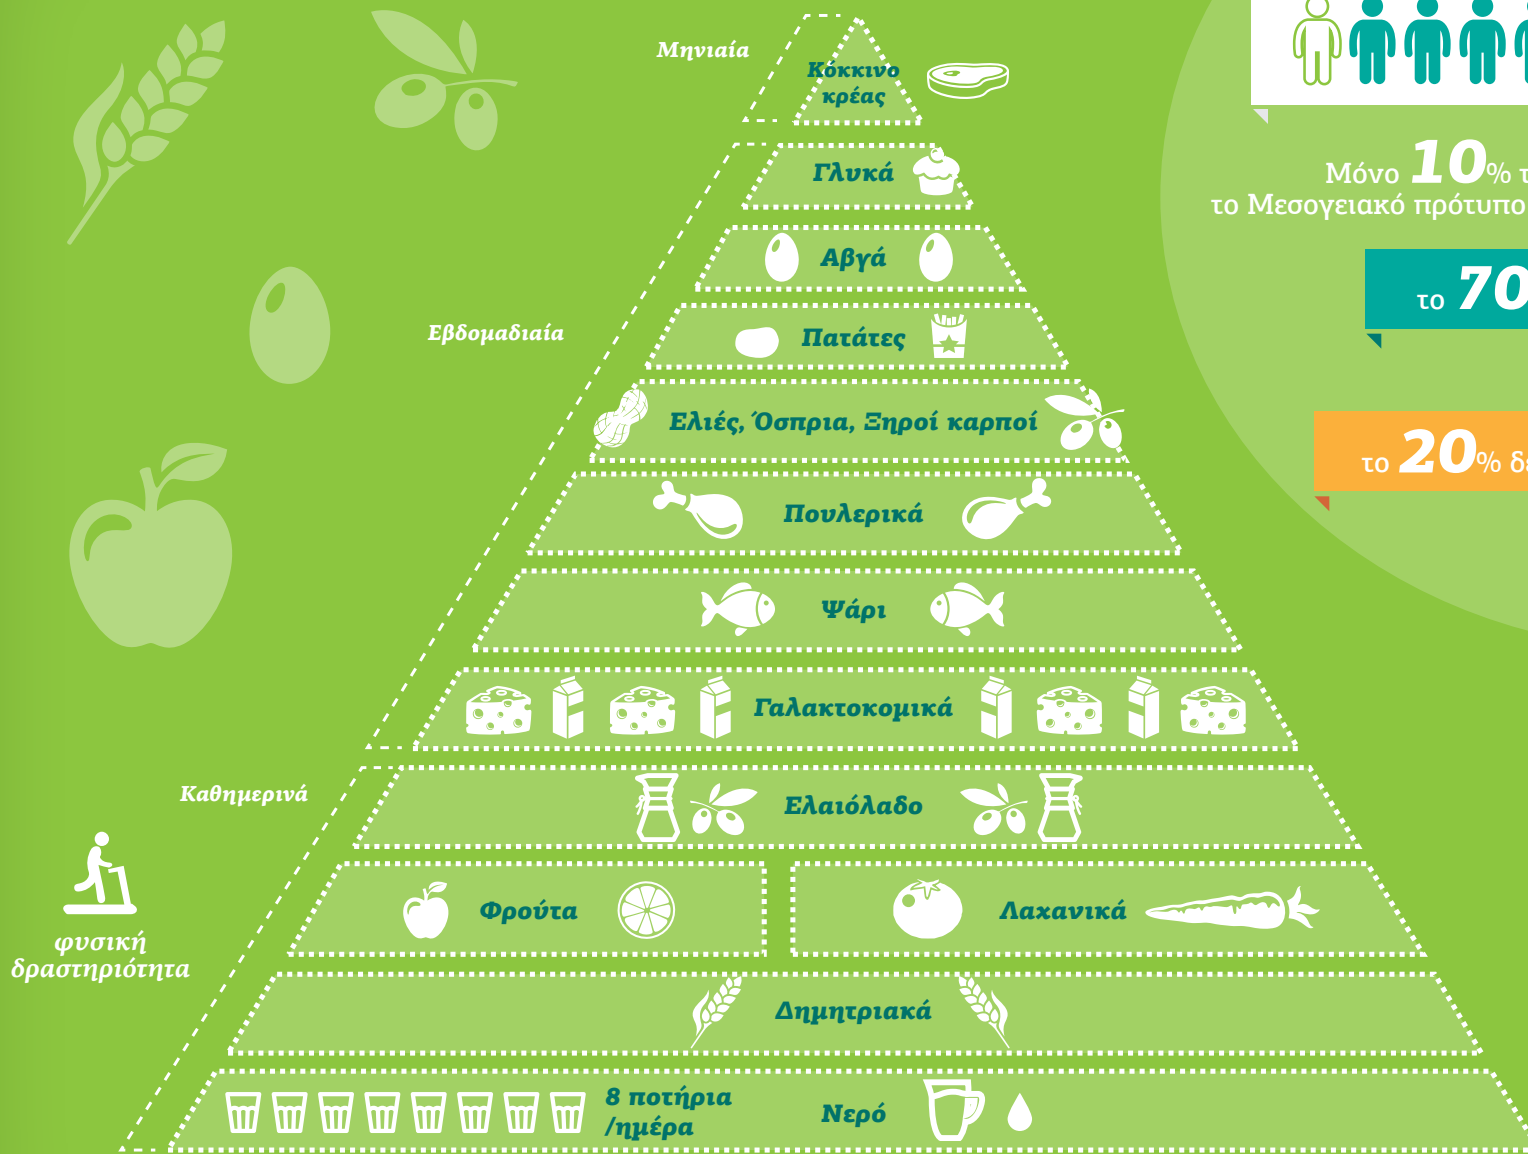 Μηνιαία
Κόκκινο
κρέας
Γλυκά
Αβγά
Εβδομαδιαία
Πατάτες
Ελιές, Όσπρια, Ξηροί καρποί
Πουλερικά
Ψάρι
Γαλακτοκομικά
Καθημερινά
Ελαιόλαδο
Φρούτα
Λαχανικά
φυσική
δραστηριότητα
Δημητριακά
8 ποτήρια
/ημέρα
Νερό
Μόνο 10%
το Μεσογειακό πρότυπο
το 70
το 20%